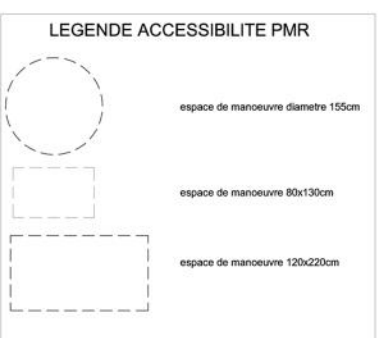 LEGENDE ACCESSIBILITE PMR
espace de manoeuvre diametre 155cm
espace de manoeuvre 80x130cm
espace de manoeuvre 120x220cm